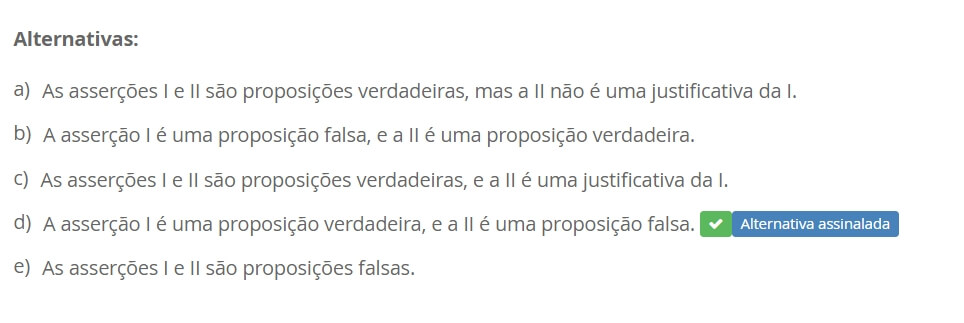 Alternativas:
a) As asserções I e II são proposições verdadeiras, mas a II não é uma justificativa da I.
b) A asserção I é uma proposição falsa, e a II é uma proposição verdadeira.
c) As asserções I e II são proposições verdadeiras, e a II é uma justificativa da I.
d) A asserção I é uma proposição verdadeira, e a II é uma proposição falsa. Alternativa assinalada
e) As asserções I e II são proposições falsas.